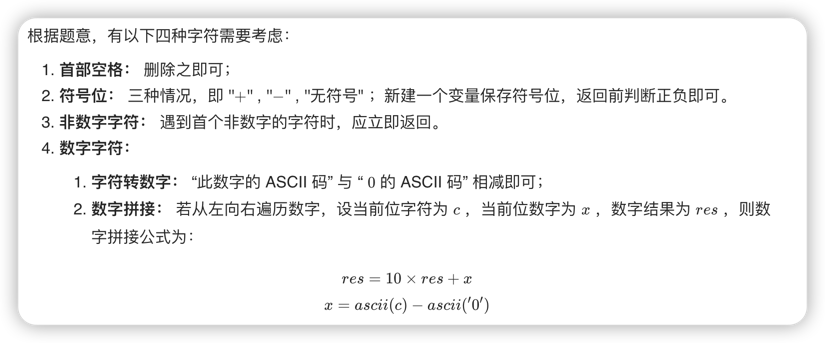 根据题意，有以下四种字符需要考虑：
1. 首部空格： 删除之即可；
2. 符号位： 三种情况，即 "+" , "−" , "无符号" ；新建一个变量保存符号位，返回前判断正负即可。
3. 非数字字符： 遇到首个非数字的字符时，应立即返回。
4. 数字字符：
1. 字符转数字： “此数字的 ASCII 码” 与 “ 0 的 ASCII 码” 相减即可；
2. 数字拼接： 若从左向右遍历数字，设当前位字符为 c ，当前位数字为 x ，数字结果为 res ，则数
字拼接公式为：
res = 10 × res + x
x = ascii(c) − ascii('0')